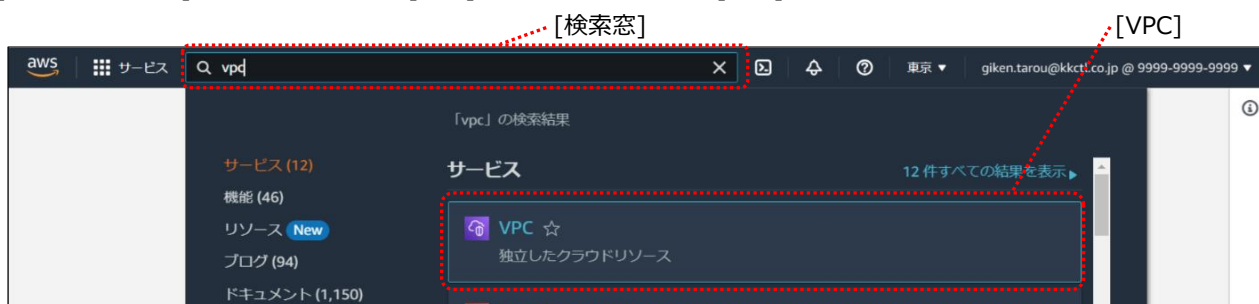 [検索窓]
[VPC]
aws サービス vpc 東京 ▼ giken.tarou@kkctl.co.jp @ 9999-9999-9999 ▼
「vpc」の検索結果
サービス (12)
サービス
12 件すべての結果を表示 ▶
機能 (46)
リソース New
VPC ☆
独立したクラウドリソース
ブログ (94)
ドキュメント (1,150)